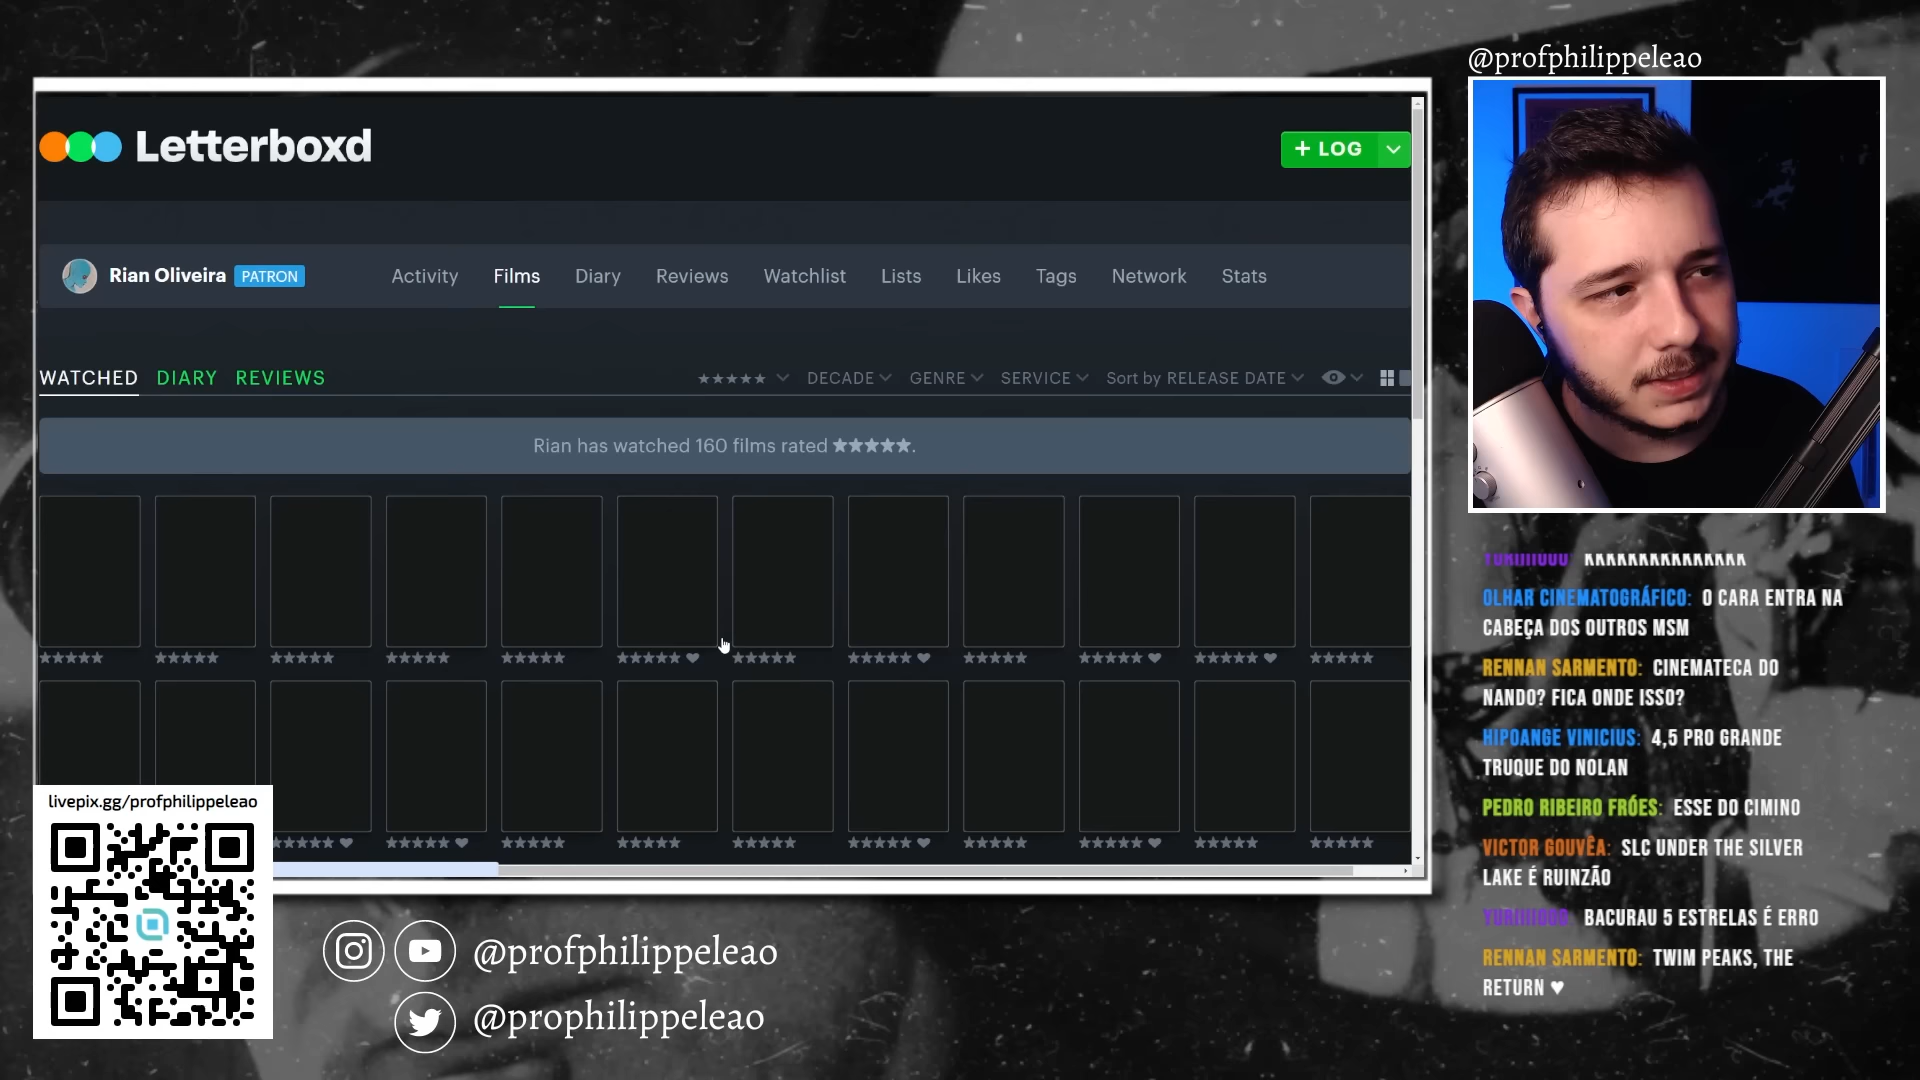 @profphilippeleao
Letterboxd
+ LOG
Rian Oliveira PATRON Activity Films Diary Reviews Watchlist Lists Likes Tags Network Stats
WATCHED DIARY REVIEWS ★★★★★ DECADE GENRE SERVICE Sort by RELEASE DATE
Rian has watched 160 films rated ★★★★★.
★★★★★ ★★★★★ ★★★★★ ★★★★★ ★★★★★ ★★★★★ ♥ ★★★★★ ★★★★★ ♥ ★★★★★ ★★★★★ ♥ ★★★★★ ♥ ★★★★★
★★★★★ ♥ ★★★★★ ♥ ★★★★★ ★★★★★ ★★★★★ ★★★★★ ♥ ★★★★★ ★★★★★ ♥ ★★★★★ ★★★★★
livepix.gg/profphilippeleao
@profphilippeleao
@prophilippeleao
OLHAR CINEMATOGRÁFICO: O CARA ENTRA NA
CABEÇA DOS OUTROS MSM
RENNAN SARMENTO: CINEMATECA DO
NANDO? FICA ONDE ISSO?
HIPOANGE VINICIUS: 4,5 PRO GRANDE
TRUQUE DO NOLAN
PEDRO RIBEIRO FRÓES: ESSE DO CIMINO
VICTOR GOUVÊA: SLC UNDER THE SILVER
LAKE É RUINZÃO
BACURAU 5 ESTRELAS É ERRO
RENNAN SARMENTO: TWIM PEAKS, THE
RETURN ♥